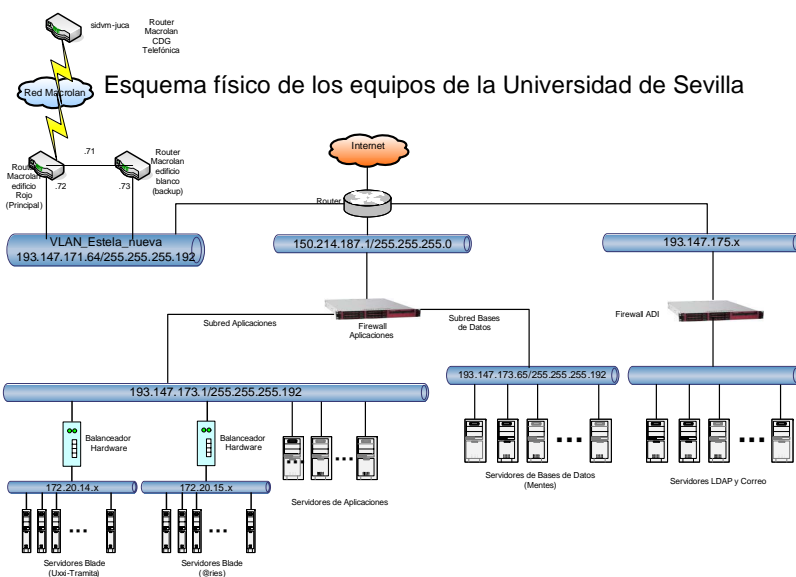 sidvm-juca
Router
Macrolan
CDG
Telefónica
Esquema físico de los equipos de la Universidad de Sevilla
Red Macrolan
.71
Router
Macrolan
edificio
Rojo
(Principal)
.72
.73
Router
Macrolan
edificio
blanco
(backup)
Internet
Router
VLAN_Estela_nueva
193.147.171.64/255.255.255.192
150.214.187.1/255.255.255.0
193.147.175.x
Subred Aplicaciones
Firewall
Aplicaciones
Subred Bases
de Datos
Firewall ADI
193.147.173.1/255.255.255.192
193.147.173.65/255.255.255.192
Balanceador
Hardware
Balanceador
Hardware
172.20.14.x
172.20.15.x
Servidores de Aplicaciones
Servidores de Bases de Datos
(Mentes)
Servidores LDAP y Correo
Servidores Blade
(Uxxi-Tramita)
Servidores Blade
(@ries)